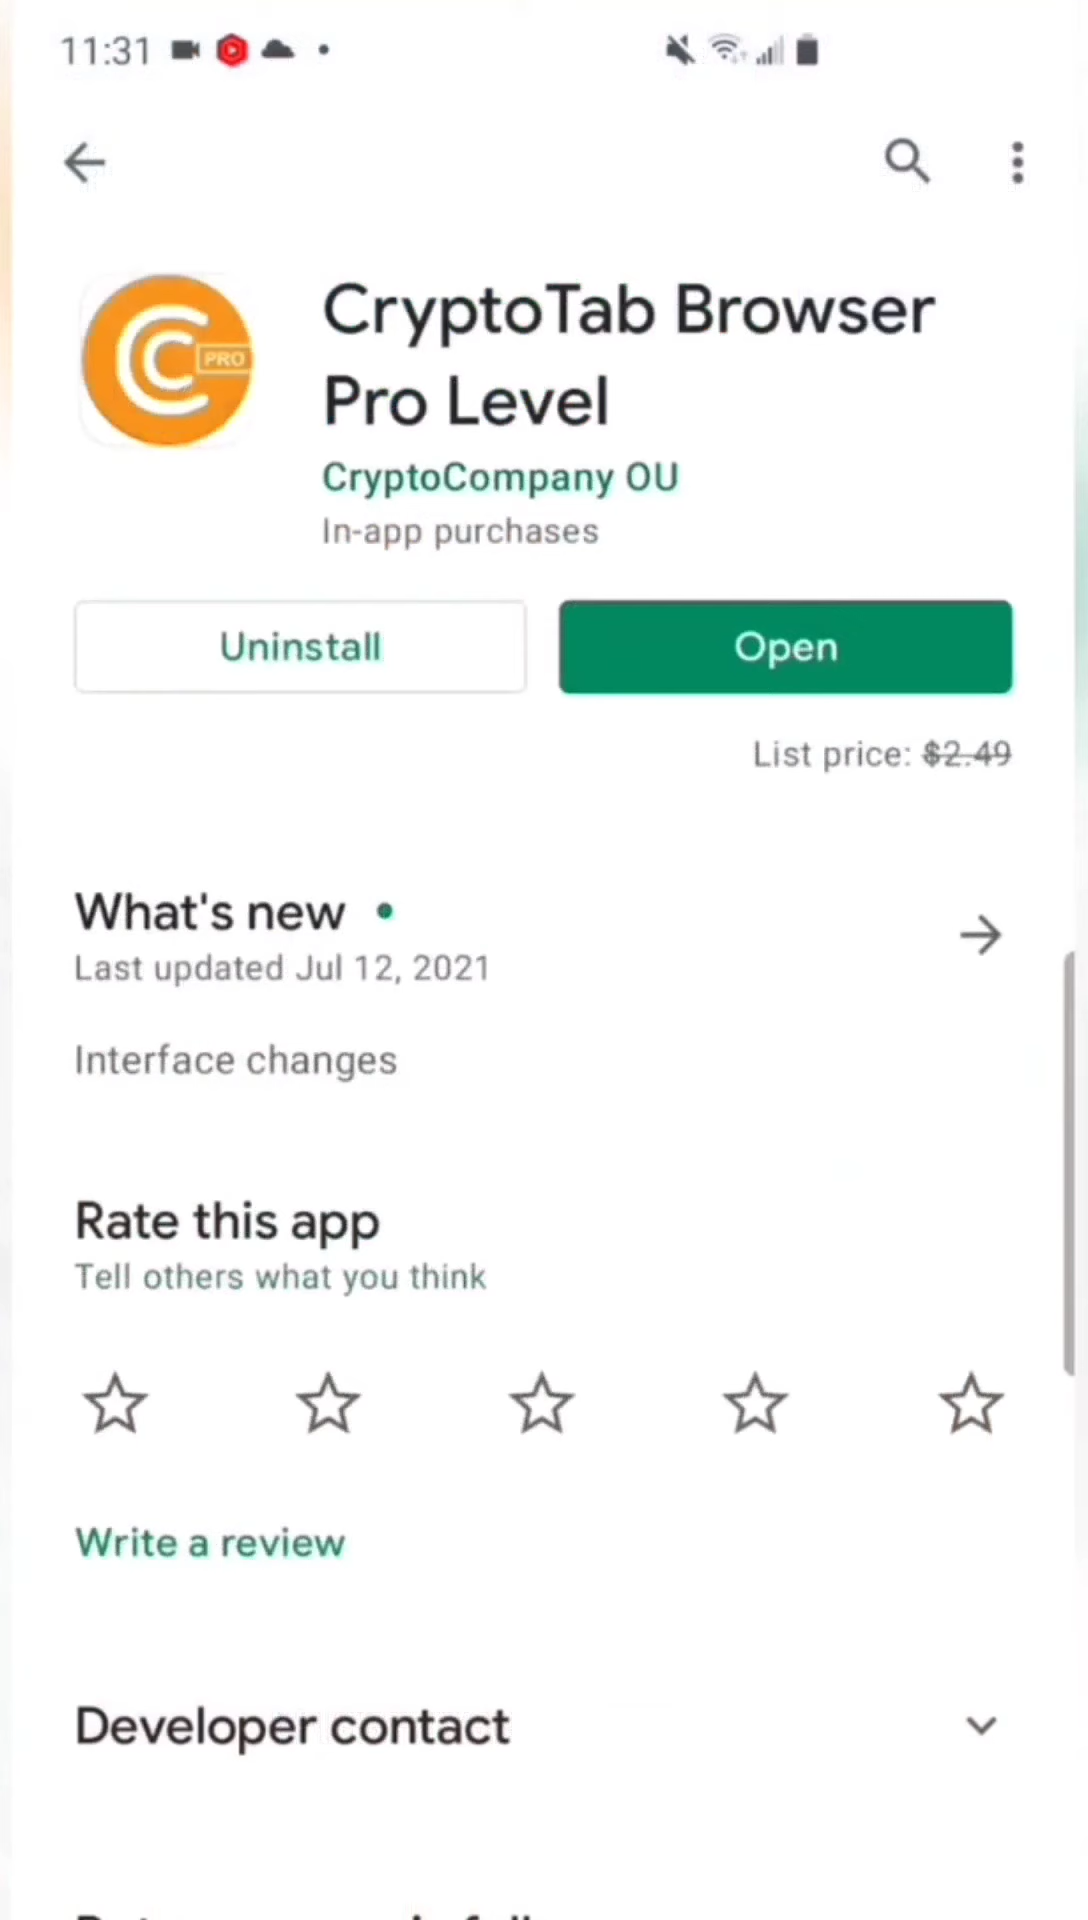 11:31
CryptoTab Browser
Pro Level
PRO
CryptoCompany OU
In-app purchases
Uninstall
Open
List price: $2.49
What's new
Last updated Jul 12, 2021
Interface changes
Rate this app
Tell others what you think
Write a review
Developer contact